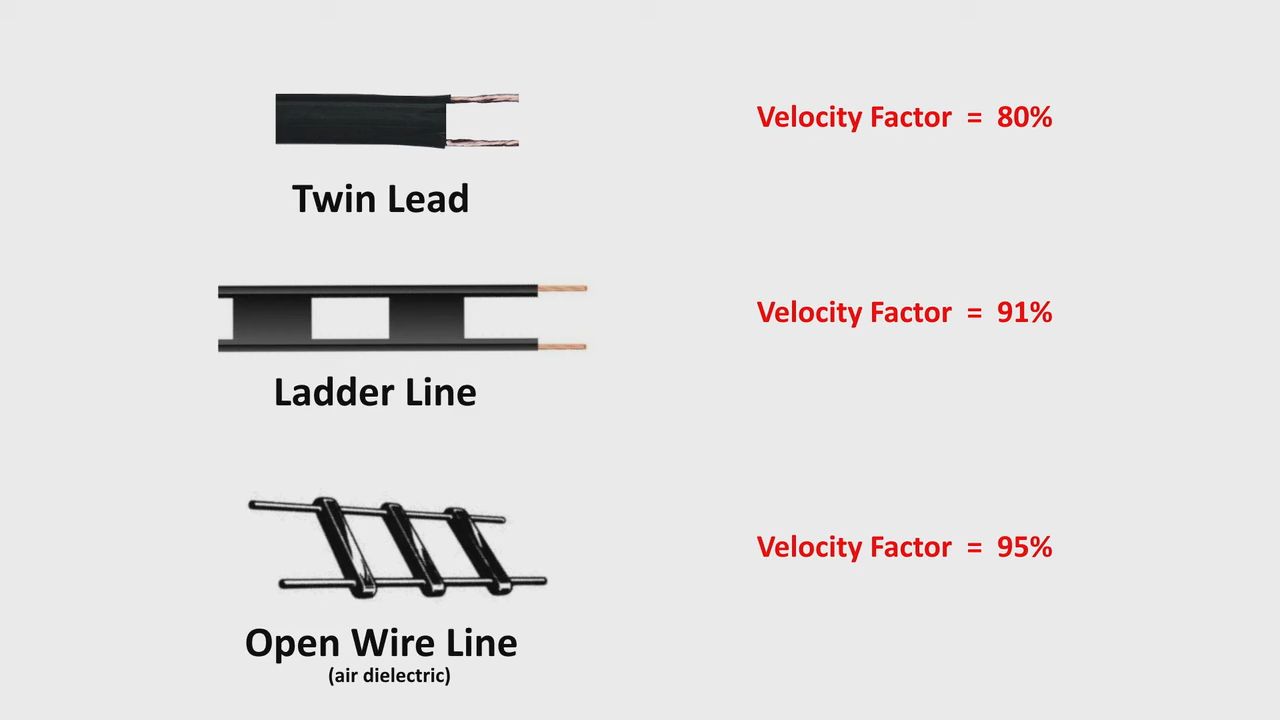 Velocity Factor = 80%
Twin Lead
Velocity Factor = 91%
Ladder Line
Velocity Factor = 95%
Open Wire Line
(air dielectric)